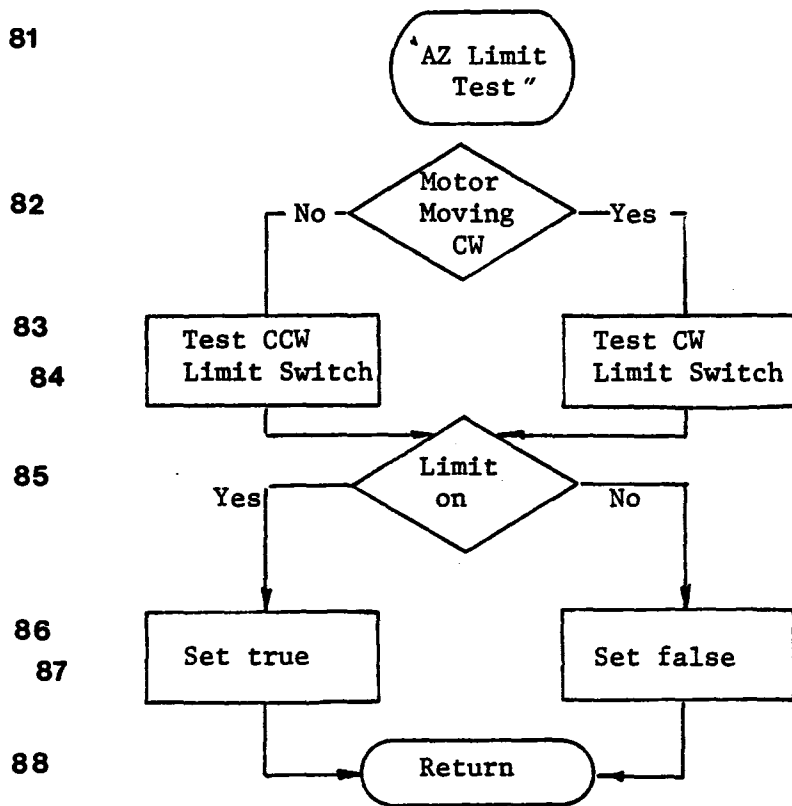 81
"AZ Limit
Test"
82
Motor
Moving
CW
No
Yes
83
84
Test CCW
Limit Switch
Test CW
Limit Switch
85
Limit
on
Yes
No
86
87
Set true
Set false
88
Return